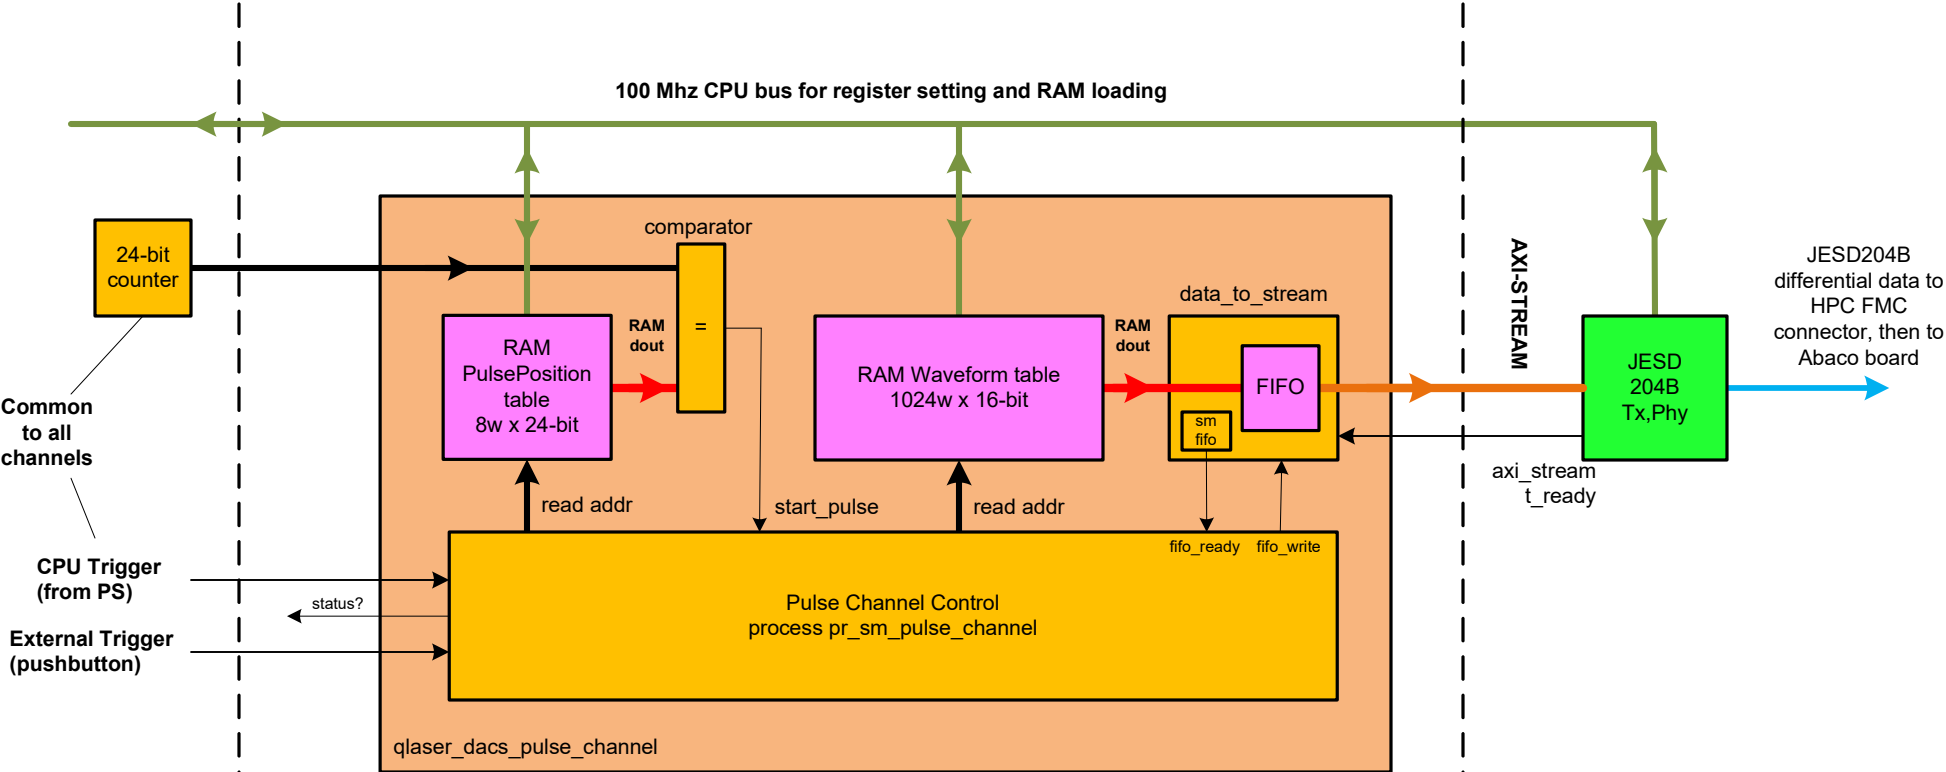 100 Mhz CPU bus for register setting and RAM loading
24-bit
counter
comparator
=
RAM
dout
RAM
PulsePosition
table
8w x 24-bit
RAM Waveform table
1024w x 16-bit
RAM
dout
data_to_stream
FIFO
sm
fifo
AXI-STREAM
JESD
204B
Tx,Phy
JESD204B
differential data to
HPC FMC
connector, then to
Abaco board
axi_stream
t_ready
Common
to all
channels
read addr
start_pulse
read addr
fifo_ready
fifo_write
CPU Trigger
(from PS)
status?
External Trigger
(pushbutton)
Pulse Channel Control
process pr_sm_pulse_channel
qlaser_dacs_pulse_channel